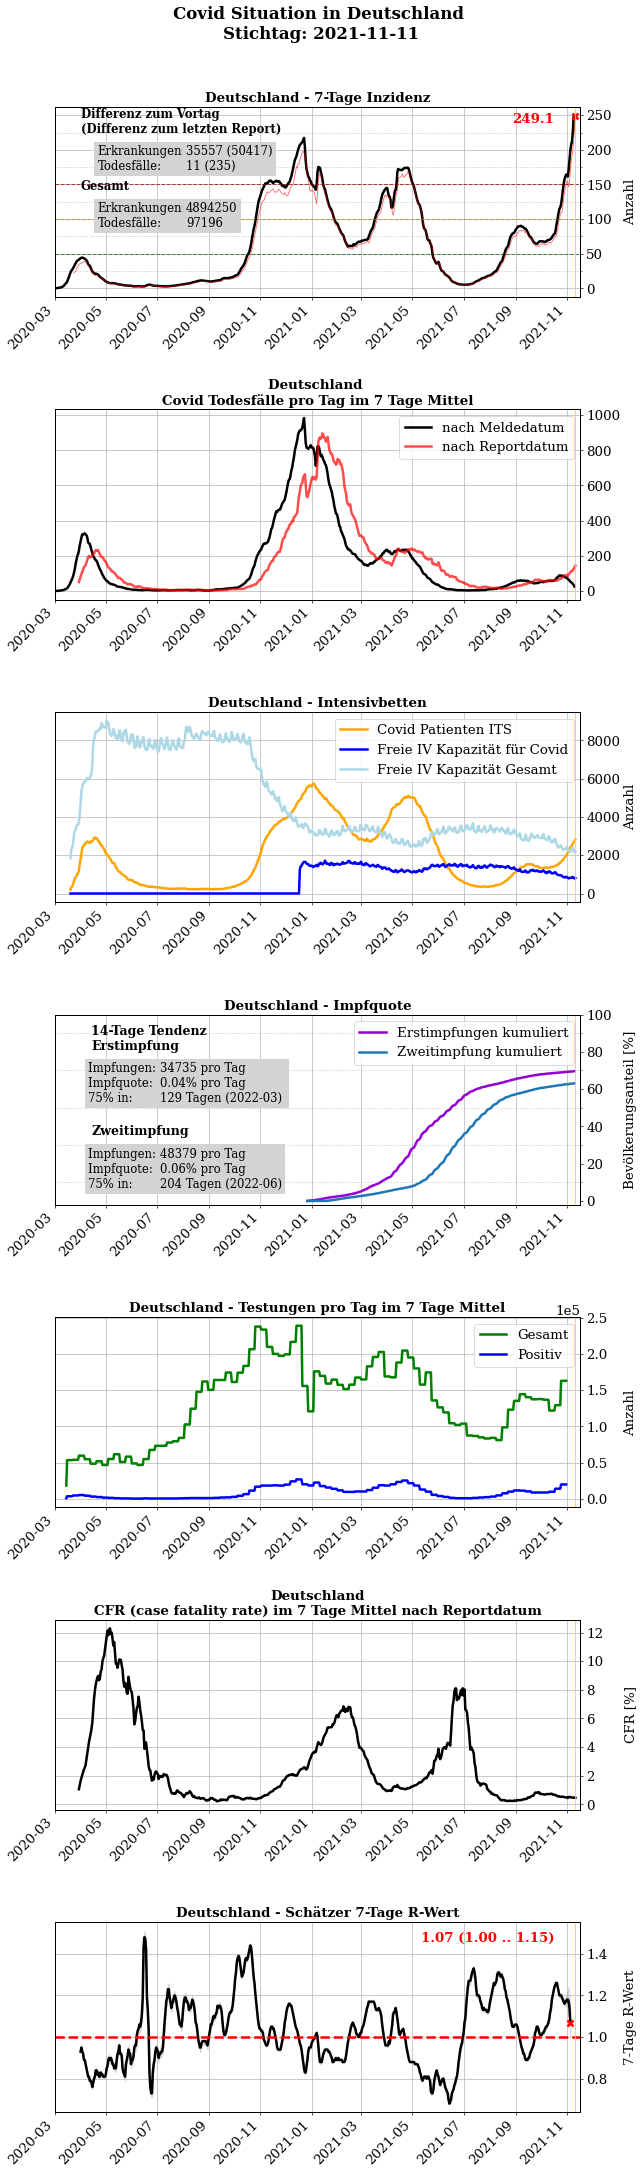 Covid Situation in Deutschland
Stichtag: 2021-11-11
Deutschland - 7-Tage Inzidenz
Differenz zum Vortag
(Differenz zum letzten Report)
Erkrankungen 35557 (50417)
Todesfälle: 11 (235)
Gesamt
Erkrankungen 4894250
Todesfälle: 97196
249.1
250
200
150
100
50
0
Anzahl
2020-03 2020-05 2020-07 2020-09 2020-11 2021-01 2021-03 2021-05 2021-07 2021-09 2021-11
Deutschland
Covid Todesfälle pro Tag im 7 Tage Mittel
nach Meldedatum
nach Reportdatum
1000
800
600
400
200
0
2020-03 2020-05 2020-07 2020-09 2020-11 2021-01 2021-03 2021-05 2021-07 2021-09 2021-11
Deutschland - Intensivbetten
Covid Patienten ITS
Freie IV Kapazität für Covid
Freie IV Kapazität Gesamt
8000
6000
4000
2000
0
Anzahl
2020-03 2020-05 2020-07 2020-09 2020-11 2021-01 2021-03 2021-05 2021-07 2021-09 2021-11
Deutschland - Impfquote
14-Tage Tendenz
Erstimpfung
Impfungen: 34735 pro Tag
Impfquote: 0.04% pro Tag
75% in: 129 Tagen (2022-03)
Zweitimpfung
Impfungen: 48379 pro Tag
Impfquote: 0.06% pro Tag
75% in: 204 Tagen (2022-06)
Erstimpfungen kumuliert
Zweitimpfung kumuliert
100
80
60
40
20
0
Bevölkerungsanteil [%]
2020-03 2020-05 2020-07 2020-09 2020-11 2021-01 2021-03 2021-05 2021-07 2021-09 2021-11
Deutschland - Testungen pro Tag im 7 Tage Mittel
1e5
Gesamt
Positiv
2.5
2.0
1.5
1.0
0.5
0.0
Anzahl
2020-03 2020-05 2020-07 2020-09 2020-11 2021-01 2021-03 2021-05 2021-07 2021-09 2021-11
Deutschland
CFR (case fatality rate) im 7 Tage Mittel nach Reportdatum
12
10
8
6
4
2
0
CFR [%]
2020-03 2020-05 2020-07 2020-09 2020-11 2021-01 2021-03 2021-05 2021-07 2021-09 2021-11
Deutschland - Schätzer 7-Tage R-Wert
1.07 (1.00 .. 1.15)
1.4
1.2
1.0
0.8
7-Tage R-Wert
2020-03 2020-05 2020-07 2020-09 2020-11 2021-01 2021-03 2021-05 2021-07 2021-09 2021-11